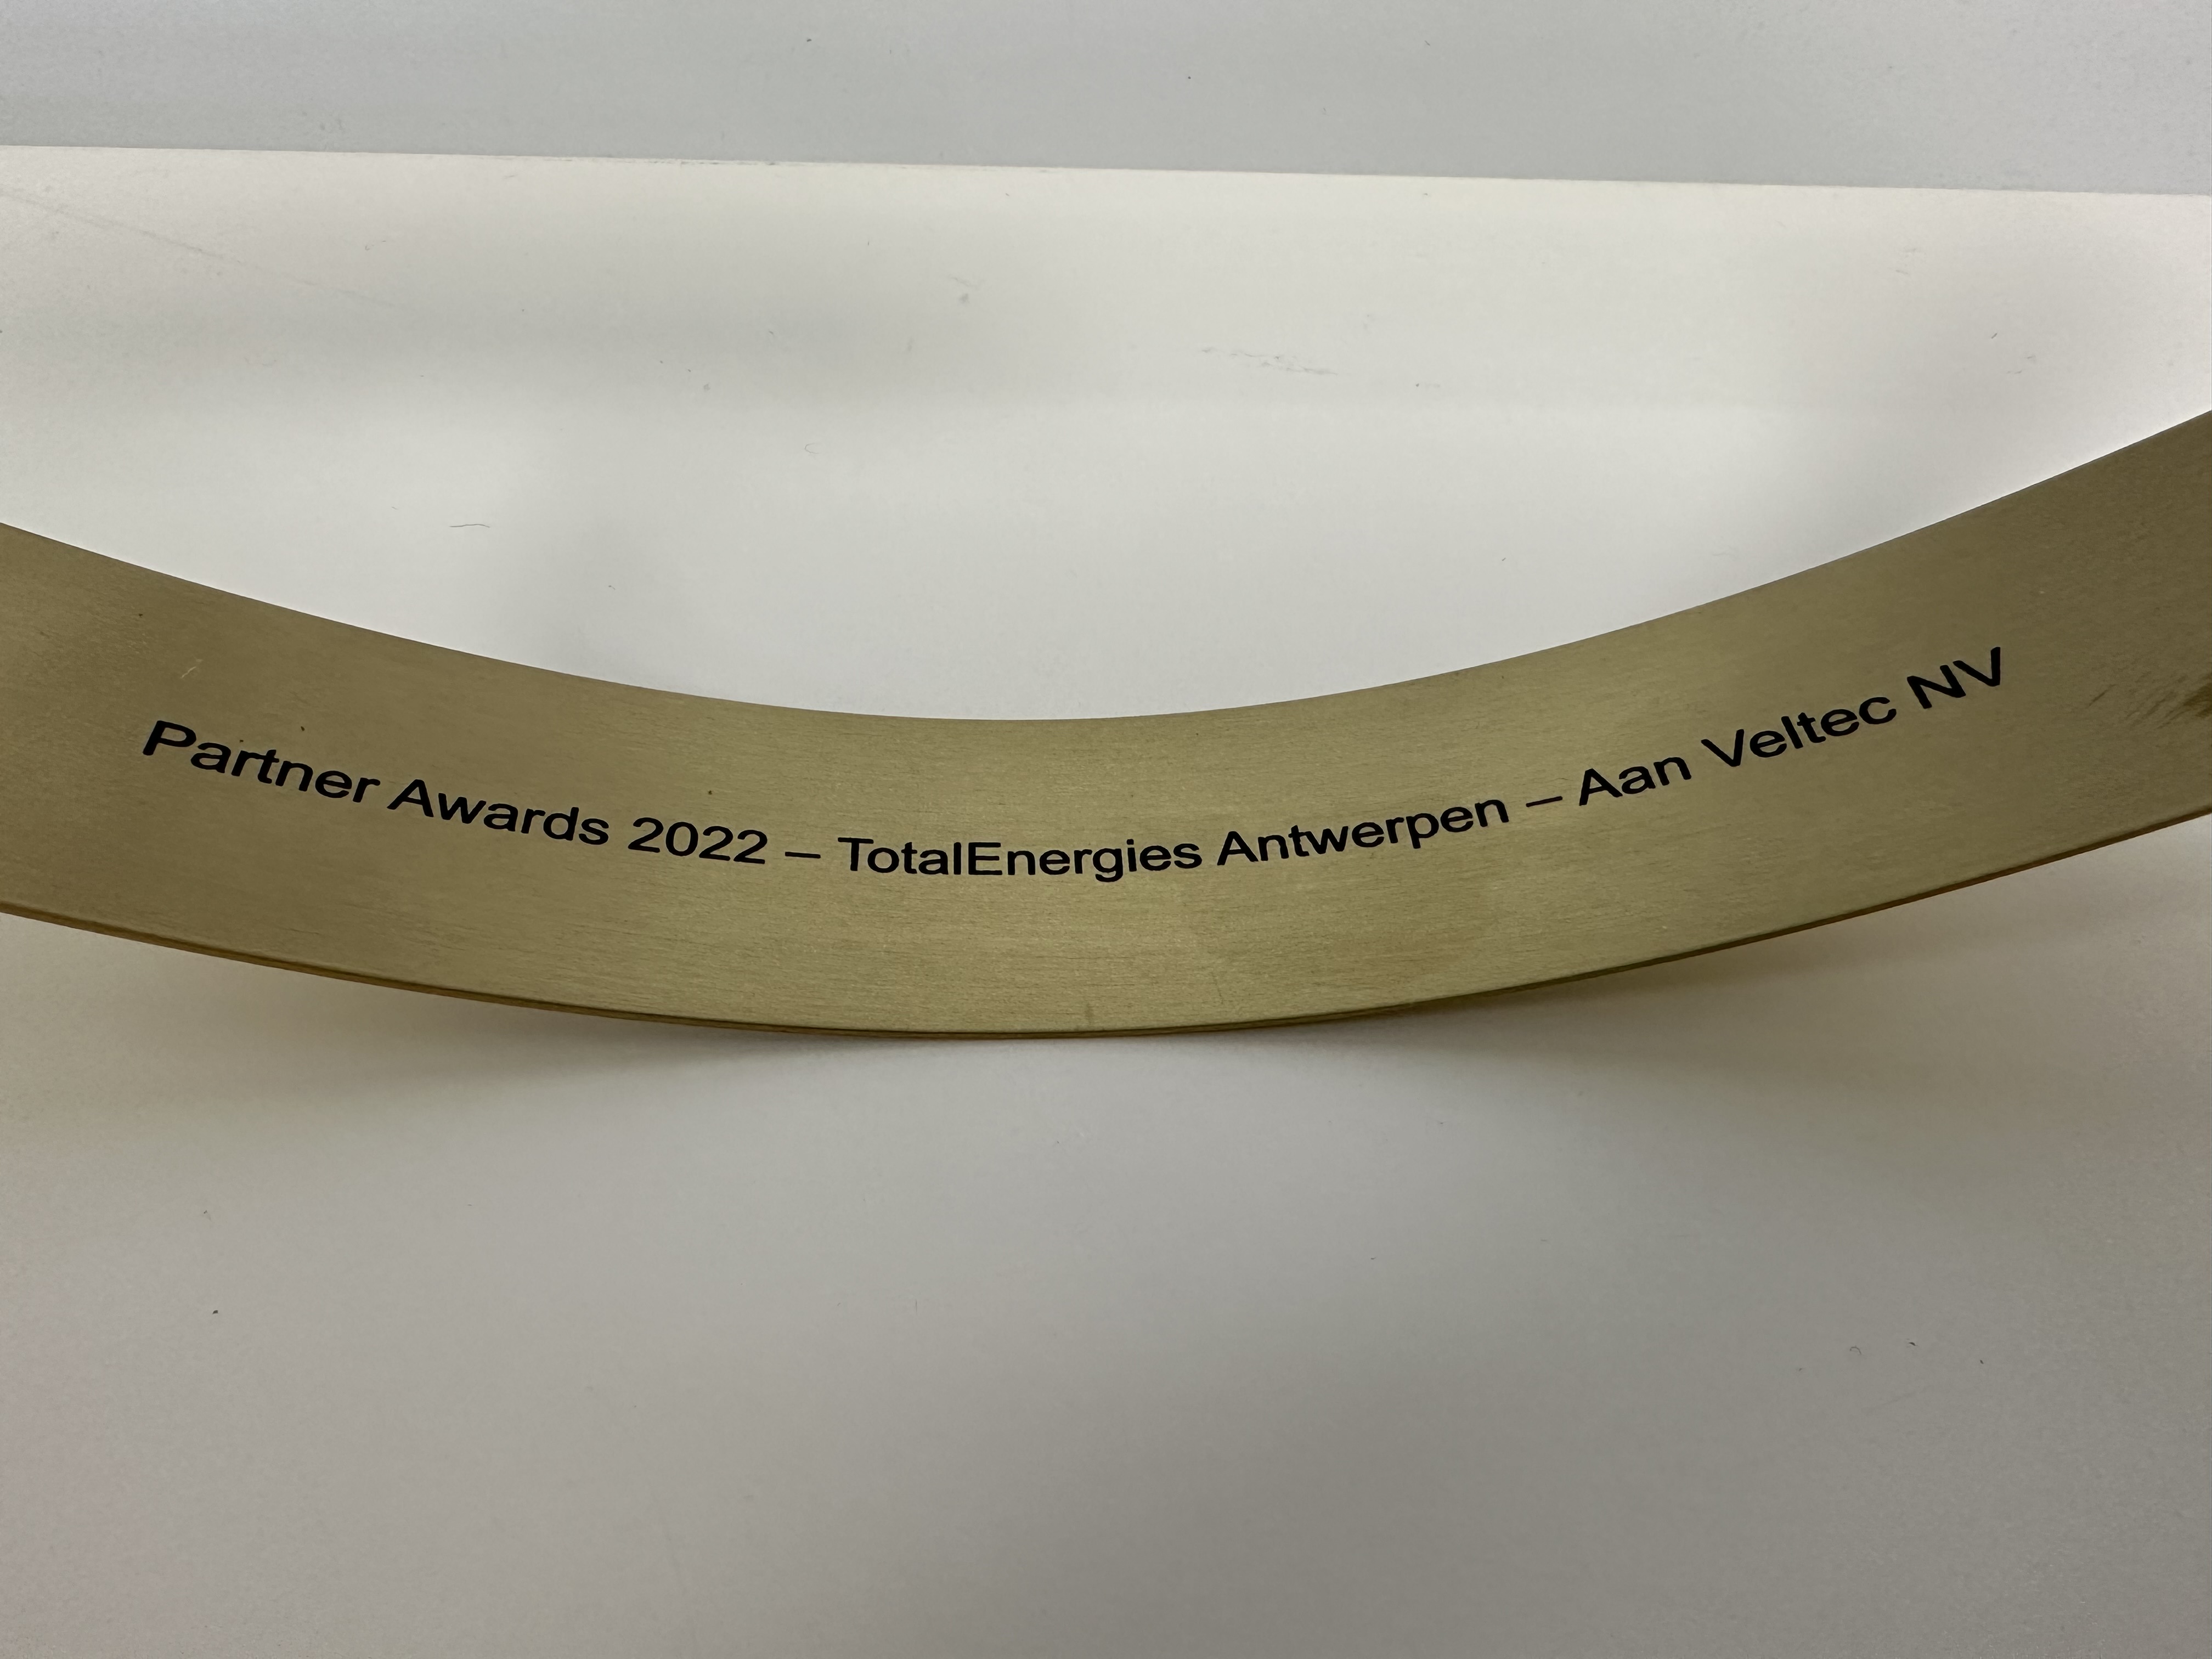 Partner Awards 2022 – TotalEnergies Antwerpen – Aan Veltec NV